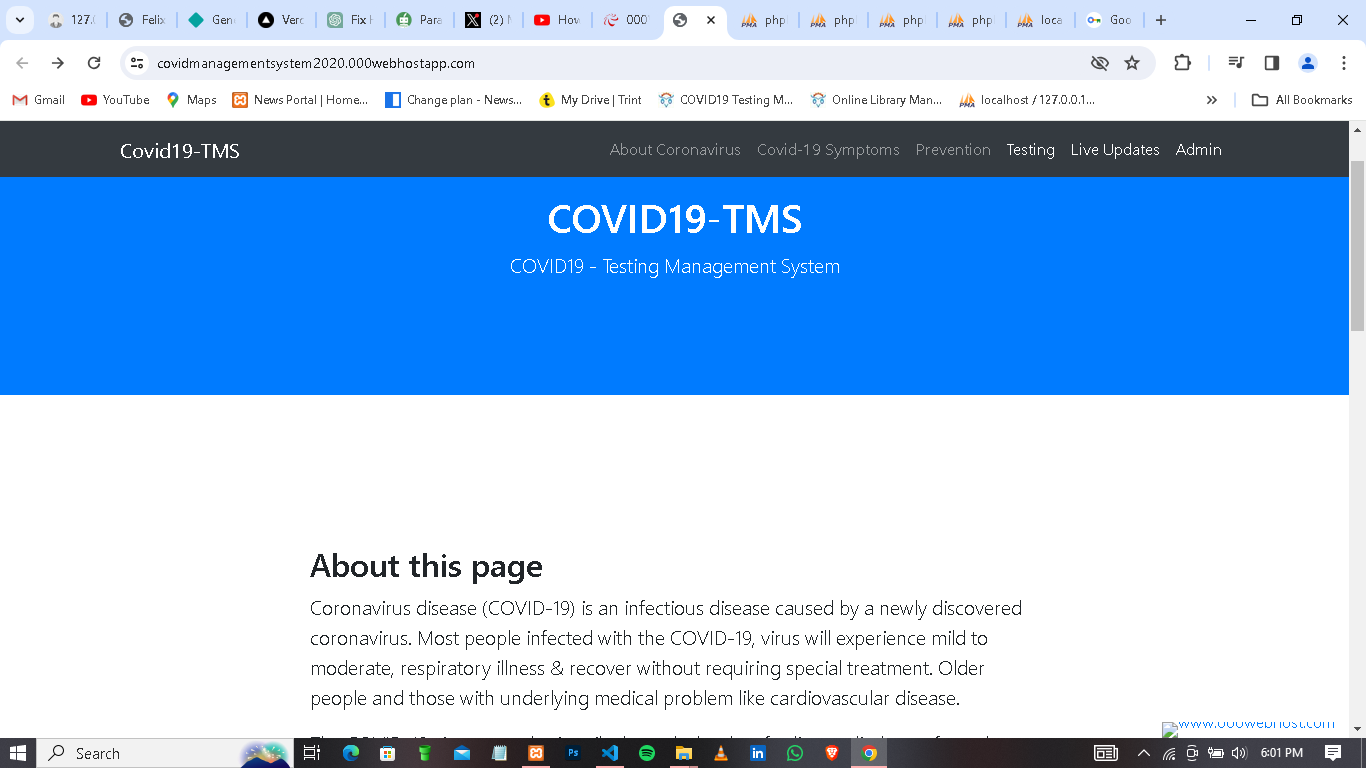 127.0
Felix
Gene
Verc
Fix H
Para
(2) M
How
000
php
php
php
php
loca
Goo
covidmanagementsystem2020.000webhostapp.com
Gmail
YouTube
Maps
News Portal | Home...
Change plan - News...
My Drive | Trint
COVID19 Testing M...
Online Library Man...
localhost / 127.0.0.1...
All Bookmarks
Covid19-TMS
About Coronavirus
Covid-19 Symptoms
Prevention
Testing
Live Updates
Admin
COVID19-TMS
COVID19 - Testing Management System
About this page
Coronavirus disease (COVID-19) is an infectious disease caused by a newly discovered
coronavirus. Most people infected with the COVID-19, virus will experience mild to
moderate, respiratory illness & recover without requiring special treatment. Older
people and those with underlying medical problem like cardiovascular disease.
www.000webhost.com
Search
6:01 PM